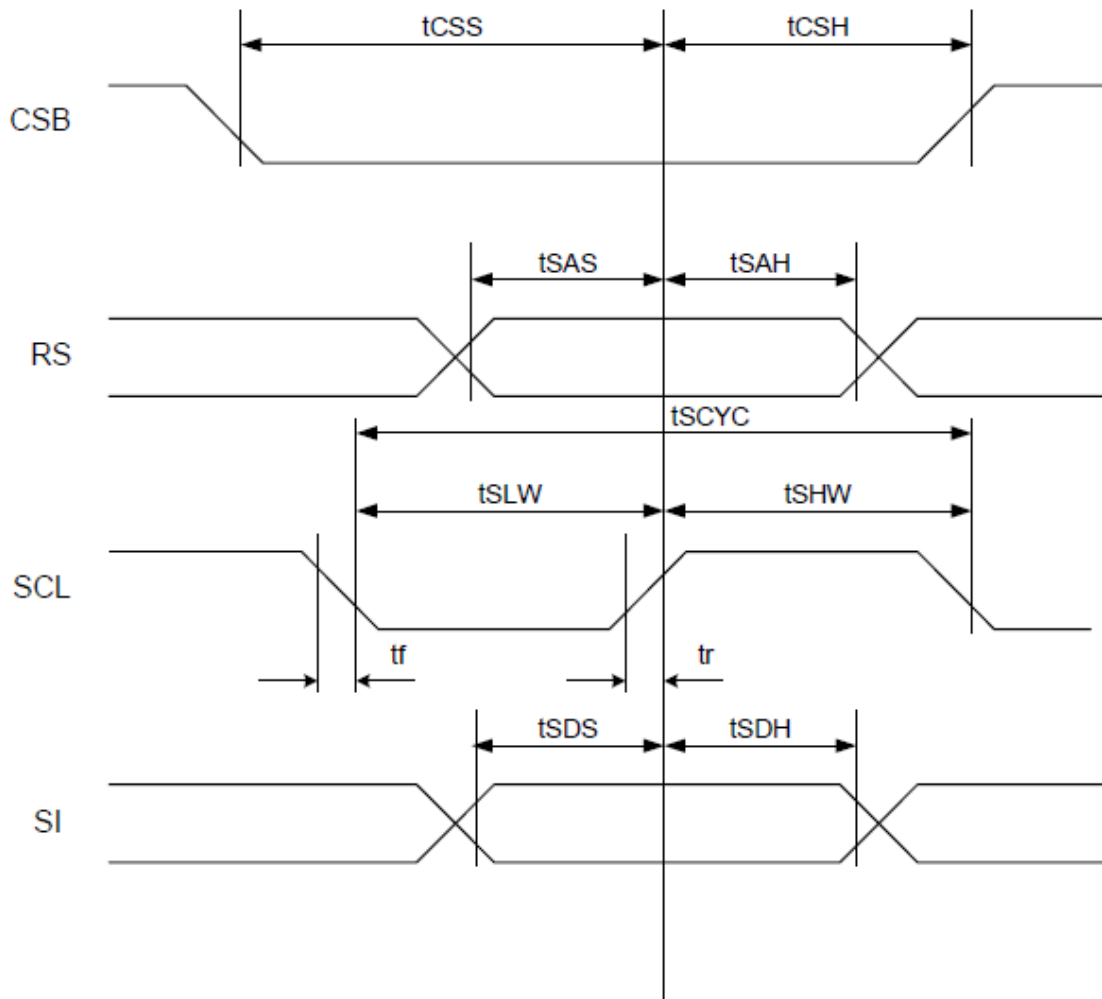 tCSS tCSH
CSB
tSAS tSAH
RS
tSCYC
tSLW tSHW
SCL
tf tr
tSDS tSDH
SI